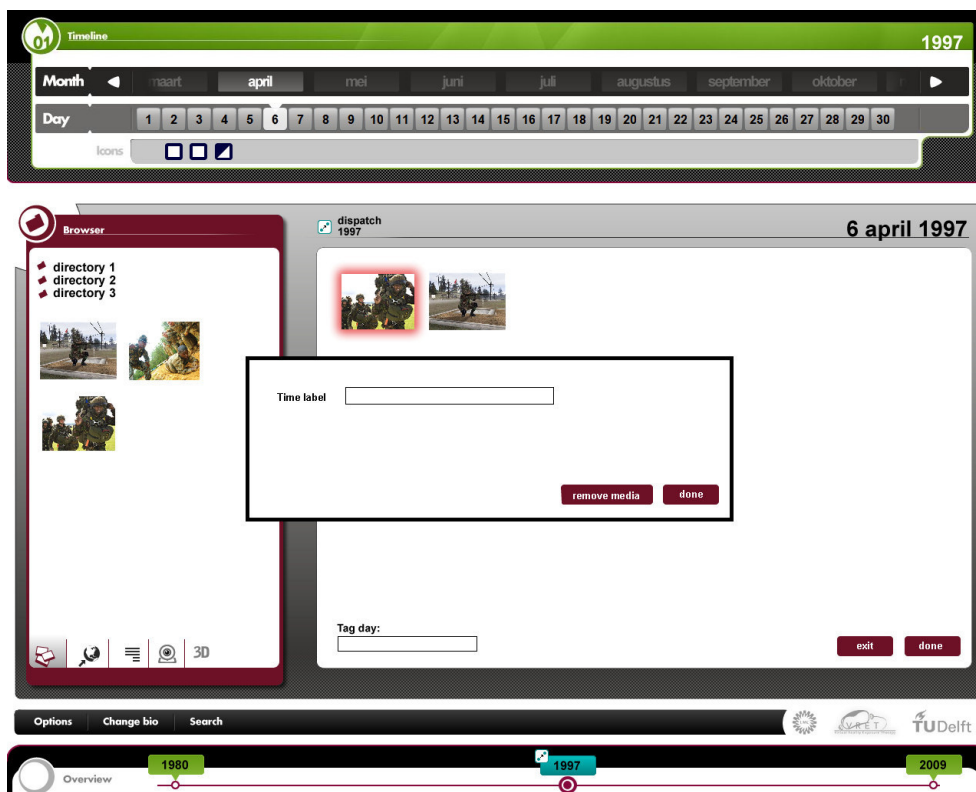 01 Timeline
1997
Month maart april mei juni juli augustus september oktober
Day 1 2 3 4 5 6 7 8 9 10 11 12 13 14 15 16 17 18 19 20 21 22 23 24 25 26 27 28 29 30
Icons
Browser
directory 1
directory 2
directory 3
3D
dispatch
1997
6 april 1997
Time label
remove media done
Tag day:
exit done
Options Change bio Search
VRET
TUDelft
Overview 1980 1997 2009